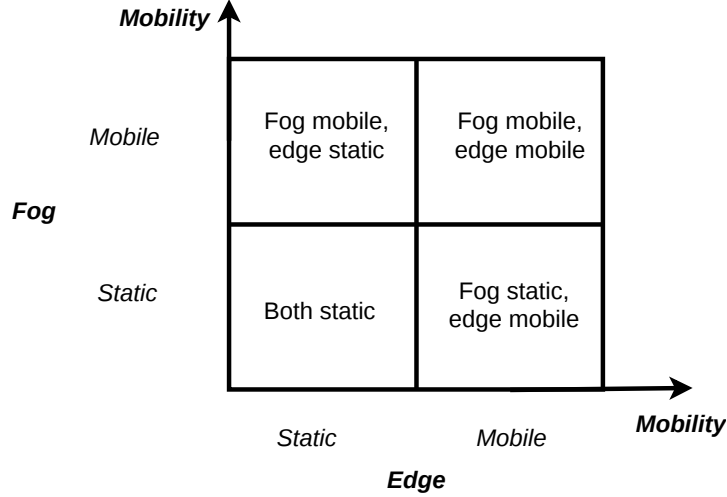 Mobility
Fog mobile,
edge static
Fog mobile,
edge mobile
Mobile
Fog
Static
Both static
Fog static,
edge mobile
Mobility
Static
Mobile
Edge